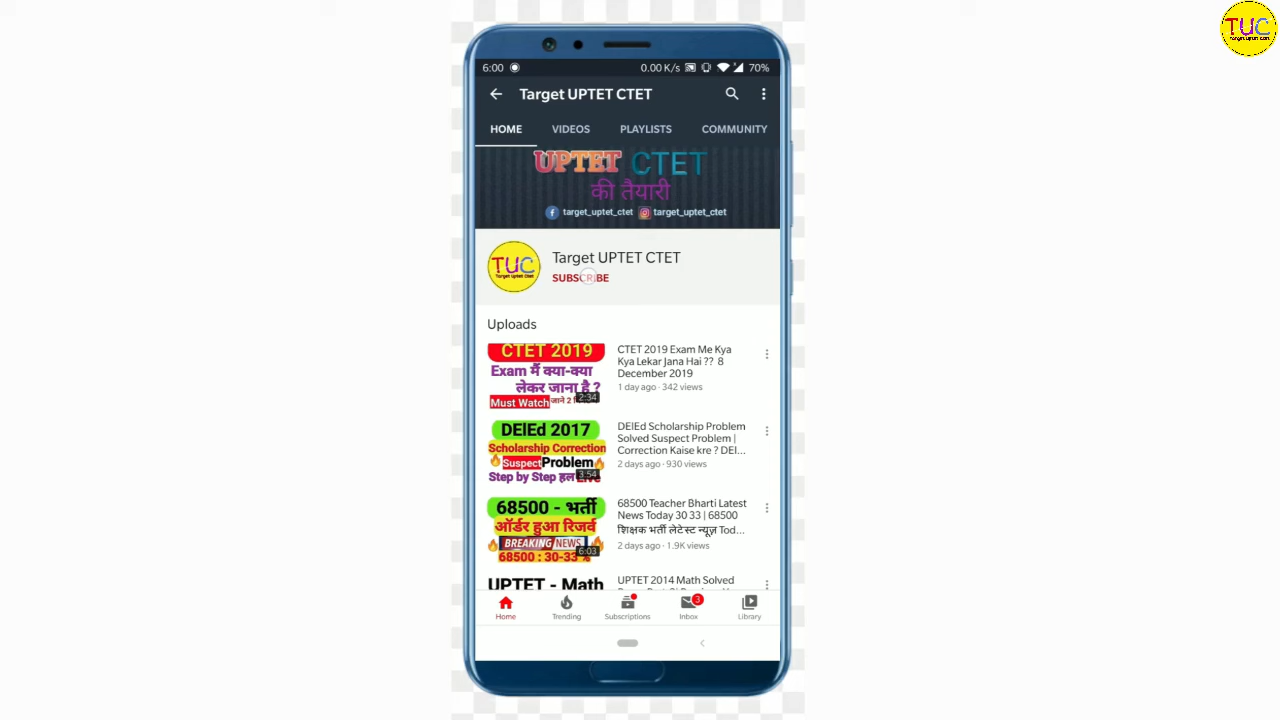 TUC
6:00
0.00 K/s
70%
Target UPTET CTET
HOME VIDEOS PLAYLISTS COMMUNITY
UPTET CTET
की तैयारी
target_uptet_ctet target_uptet_ctet
TUC
Target Uptet Ctet
Target UPTET CTET
SUBSCRIBE
Uploads
CTET 2019
Exam मैं क्या-क्या
लेकर जाना है ?
Must Watch
2:34
CTET 2019 Exam Me Kya
Kya Lekar Jana Hai ?? 8
December 2019
1 day ago · 342 views
DElEd 2017
Scholarship Correction
Suspect Problem
Step by Step हल Live
3:54
DElEd Scholarship Problem
Solved Suspect Problem |
Correction Kaise kre ? DEl...
2 days ago · 930 views
68500 - भर्ती
ऑर्डर हुआ रिजर्व
BREAKING NEWS
68500 : 30-33 %
6:03
68500 Teacher Bharti Latest
News Today 30 33 | 68500
शिक्षक भर्ती लेटेस्ट न्यूज़ Tod...
2 days ago · 1.9K views
UPTET - Math
UPTET 2014 Math Solved
3
Home Trending Subscriptions Inbox Library